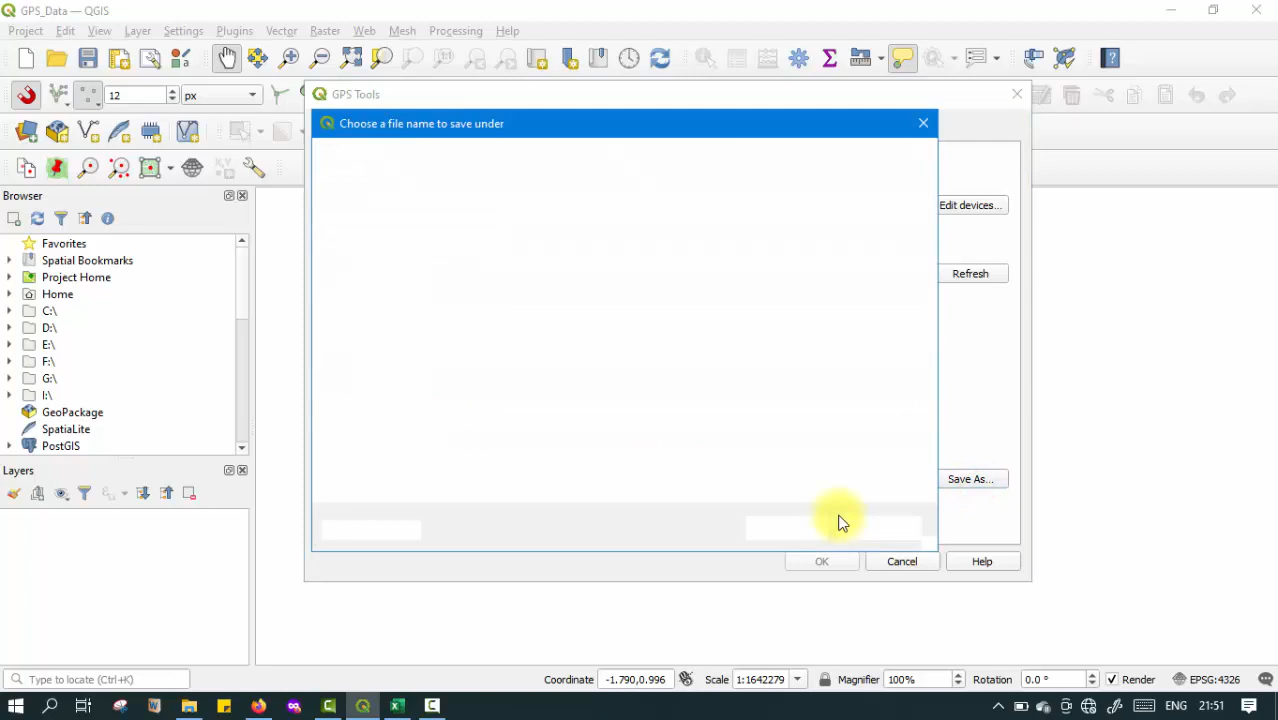 GPS_Data — QGIS
Project Edit View Layer Settings Plugins Vector Raster Web Mesh Processing Help
12 px
GPS Tools
Choose a file name to save under
Browser
Edit devices...
Favorites
Spatial Bookmarks
Project Home
Refresh
Home
C:\
D:\
E:\
F:\
G:\
I:\
GeoPackage
SpatiaLite
PostGIS
Layers
Save As...
OK Cancel Help
Type to locate (Ctrl+K) Coordinate -1.790,0.996 Scale 1:1642279 Magnifier 100% Rotation 0.0 ° Render EPSG:4326
ENG 21:51